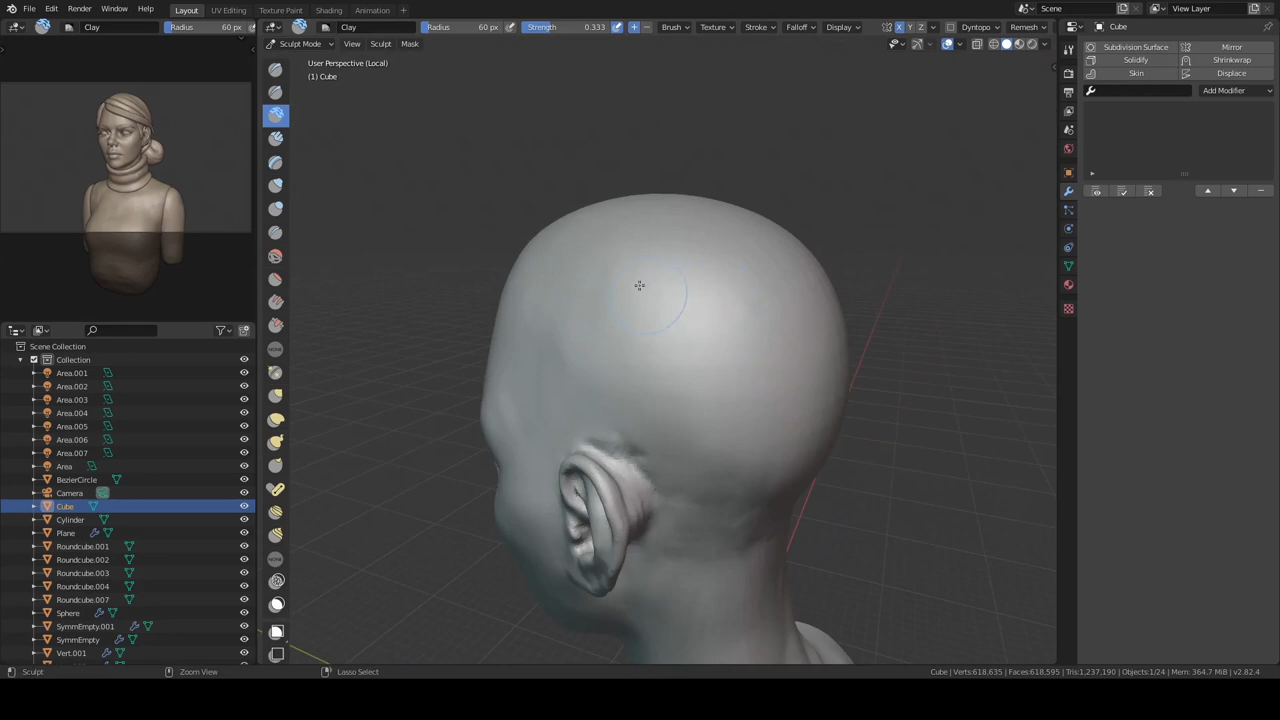 File Edit Render Window Help Layout UV Editing Texture Paint Shading Animation Scene View Layer
Clay Radius 60 px Clay Radius 60 px Strength 0.333 Brush Texture Stroke Falloff Display X Y Z Dyntopo Remesh Cube
Sculpt Mode View Sculpt Mask Subdivision Surface Mirror
User Perspective (Local) Solidify Shrinkwrap
(1) Cube Skin Displace
Add Modifier
Scene Collection
Collection
Area.001
Area.002
Area.003
Area.004
Area.005
Area.006
Area.007
Area
BezierCircle
Camera
Cube
Cylinder
Plane
Roundcube.001
Roundcube.002
Roundcube.003
Roundcube.004
Roundcube.007
Sphere
SymmEmpty.001
SymmEmpty
Vert.001
NONE
NONE
Sculpt Zoom View Lasso Select Cube | Verts:618,635 | Faces:618,595 | Tris:1,237,190 | Objects:1/24 | Mem: 364.7 MiB | v2.82.4